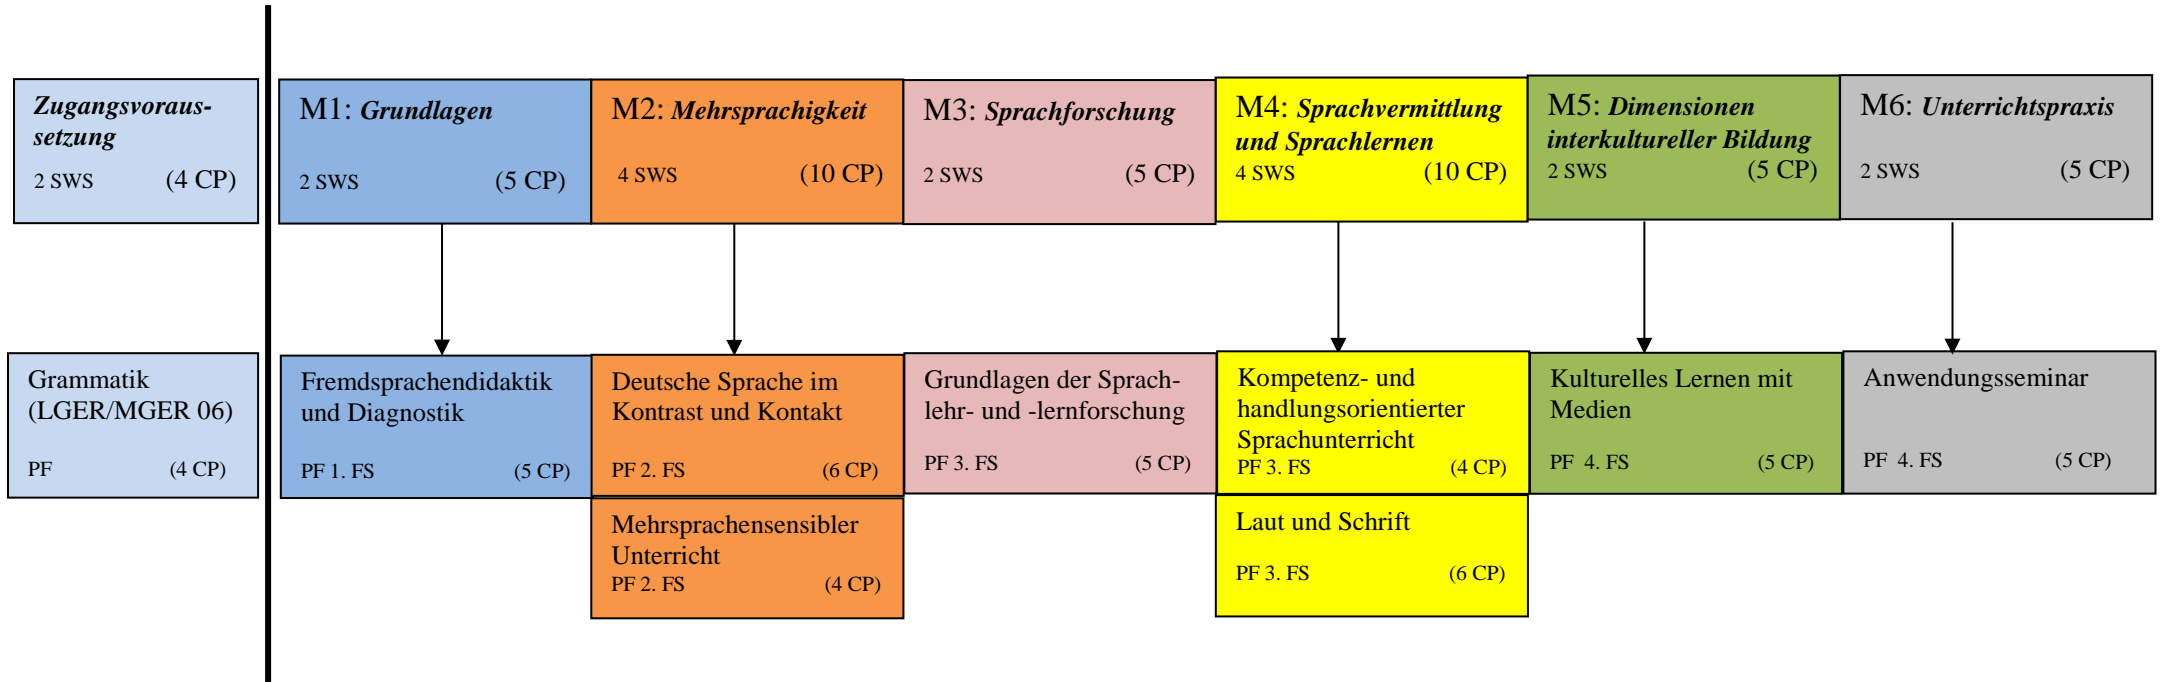 Zugangsvoraus-
setzung
2 SWS (4 CP)
M1: Grundlagen
2 SWS (5 CP)
M2: Mehrsprachigkeit
4 SWS (10 CP)
M3: Sprachforschung
2 SWS (5 CP)
M4: Sprachvermittlung
und Sprachlernen
4 SWS (10 CP)
M5: Dimensionen
interkultureller Bildung
2 SWS (5 CP)
M6: Unterrichtspraxis
2 SWS (5 CP)
Grammatik
(LGER/MGER 06)
PF (4 CP)
Fremdsprachendidaktik
und Diagnostik
PF 1. FS (5 CP)
Deutsche Sprache im
Kontrast und Kontakt
PF 2. FS (6 CP)
Mehrsprachensensibler
Unterricht
PF 2. FS (4 CP)
Grundlagen der Sprach-
lehr- und -lernforschung
PF 3. FS (5 CP)
Kompetenz- und
handlungsorientierter
Sprachunterricht
PF 3. FS (4 CP)
Laut und Schrift
PF 3. FS (6 CP)
Kulturelles Lernen mit
Medien
PF 4. FS (5 CP)
Anwendungsseminar
PF 4. FS (5 CP)